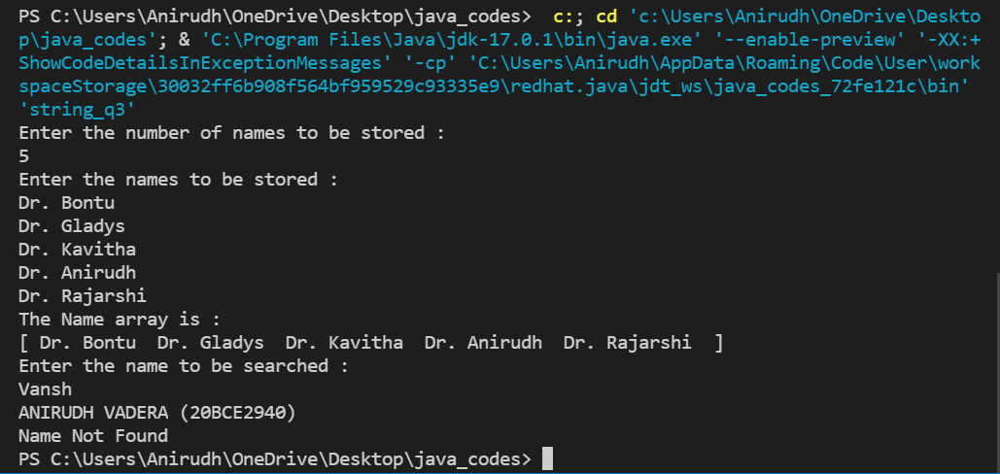 PS C:\Users\Anirudh\OneDrive\Desktop\java_codes>  c:; cd 'c:\Users\Anirudh\OneDrive\Deskto
p\java_codes'; & 'C:\Program Files\Java\jdk-17.0.1\bin\java.exe' '--enable-preview' '-XX:+
ShowCodeDetailsInExceptionMessages' '-cp' 'C:\Users\Anirudh\AppData\Roaming\Code\User\work
spaceStorage\30032ff6b908f564bf959529c93335e9\redhat.java\jdt_ws\java_codes_72fe121c\bin'
'string_q3'
Enter the number of names to be stored :
5
Enter the names to be stored :
Dr. Bontu
Dr. Gladys
Dr. Kavitha
Dr. Anirudh
Dr. Rajarshi
The Name array is :
[ Dr. Bontu  Dr. Gladys  Dr. Kavitha  Dr. Anirudh  Dr. Rajarshi  ]
Enter the name to be searched :
Vansh
ANIRUDH VADERA (20BCE2940)
Name Not Found
PS C:\Users\Anirudh\OneDrive\Desktop\java_codes>